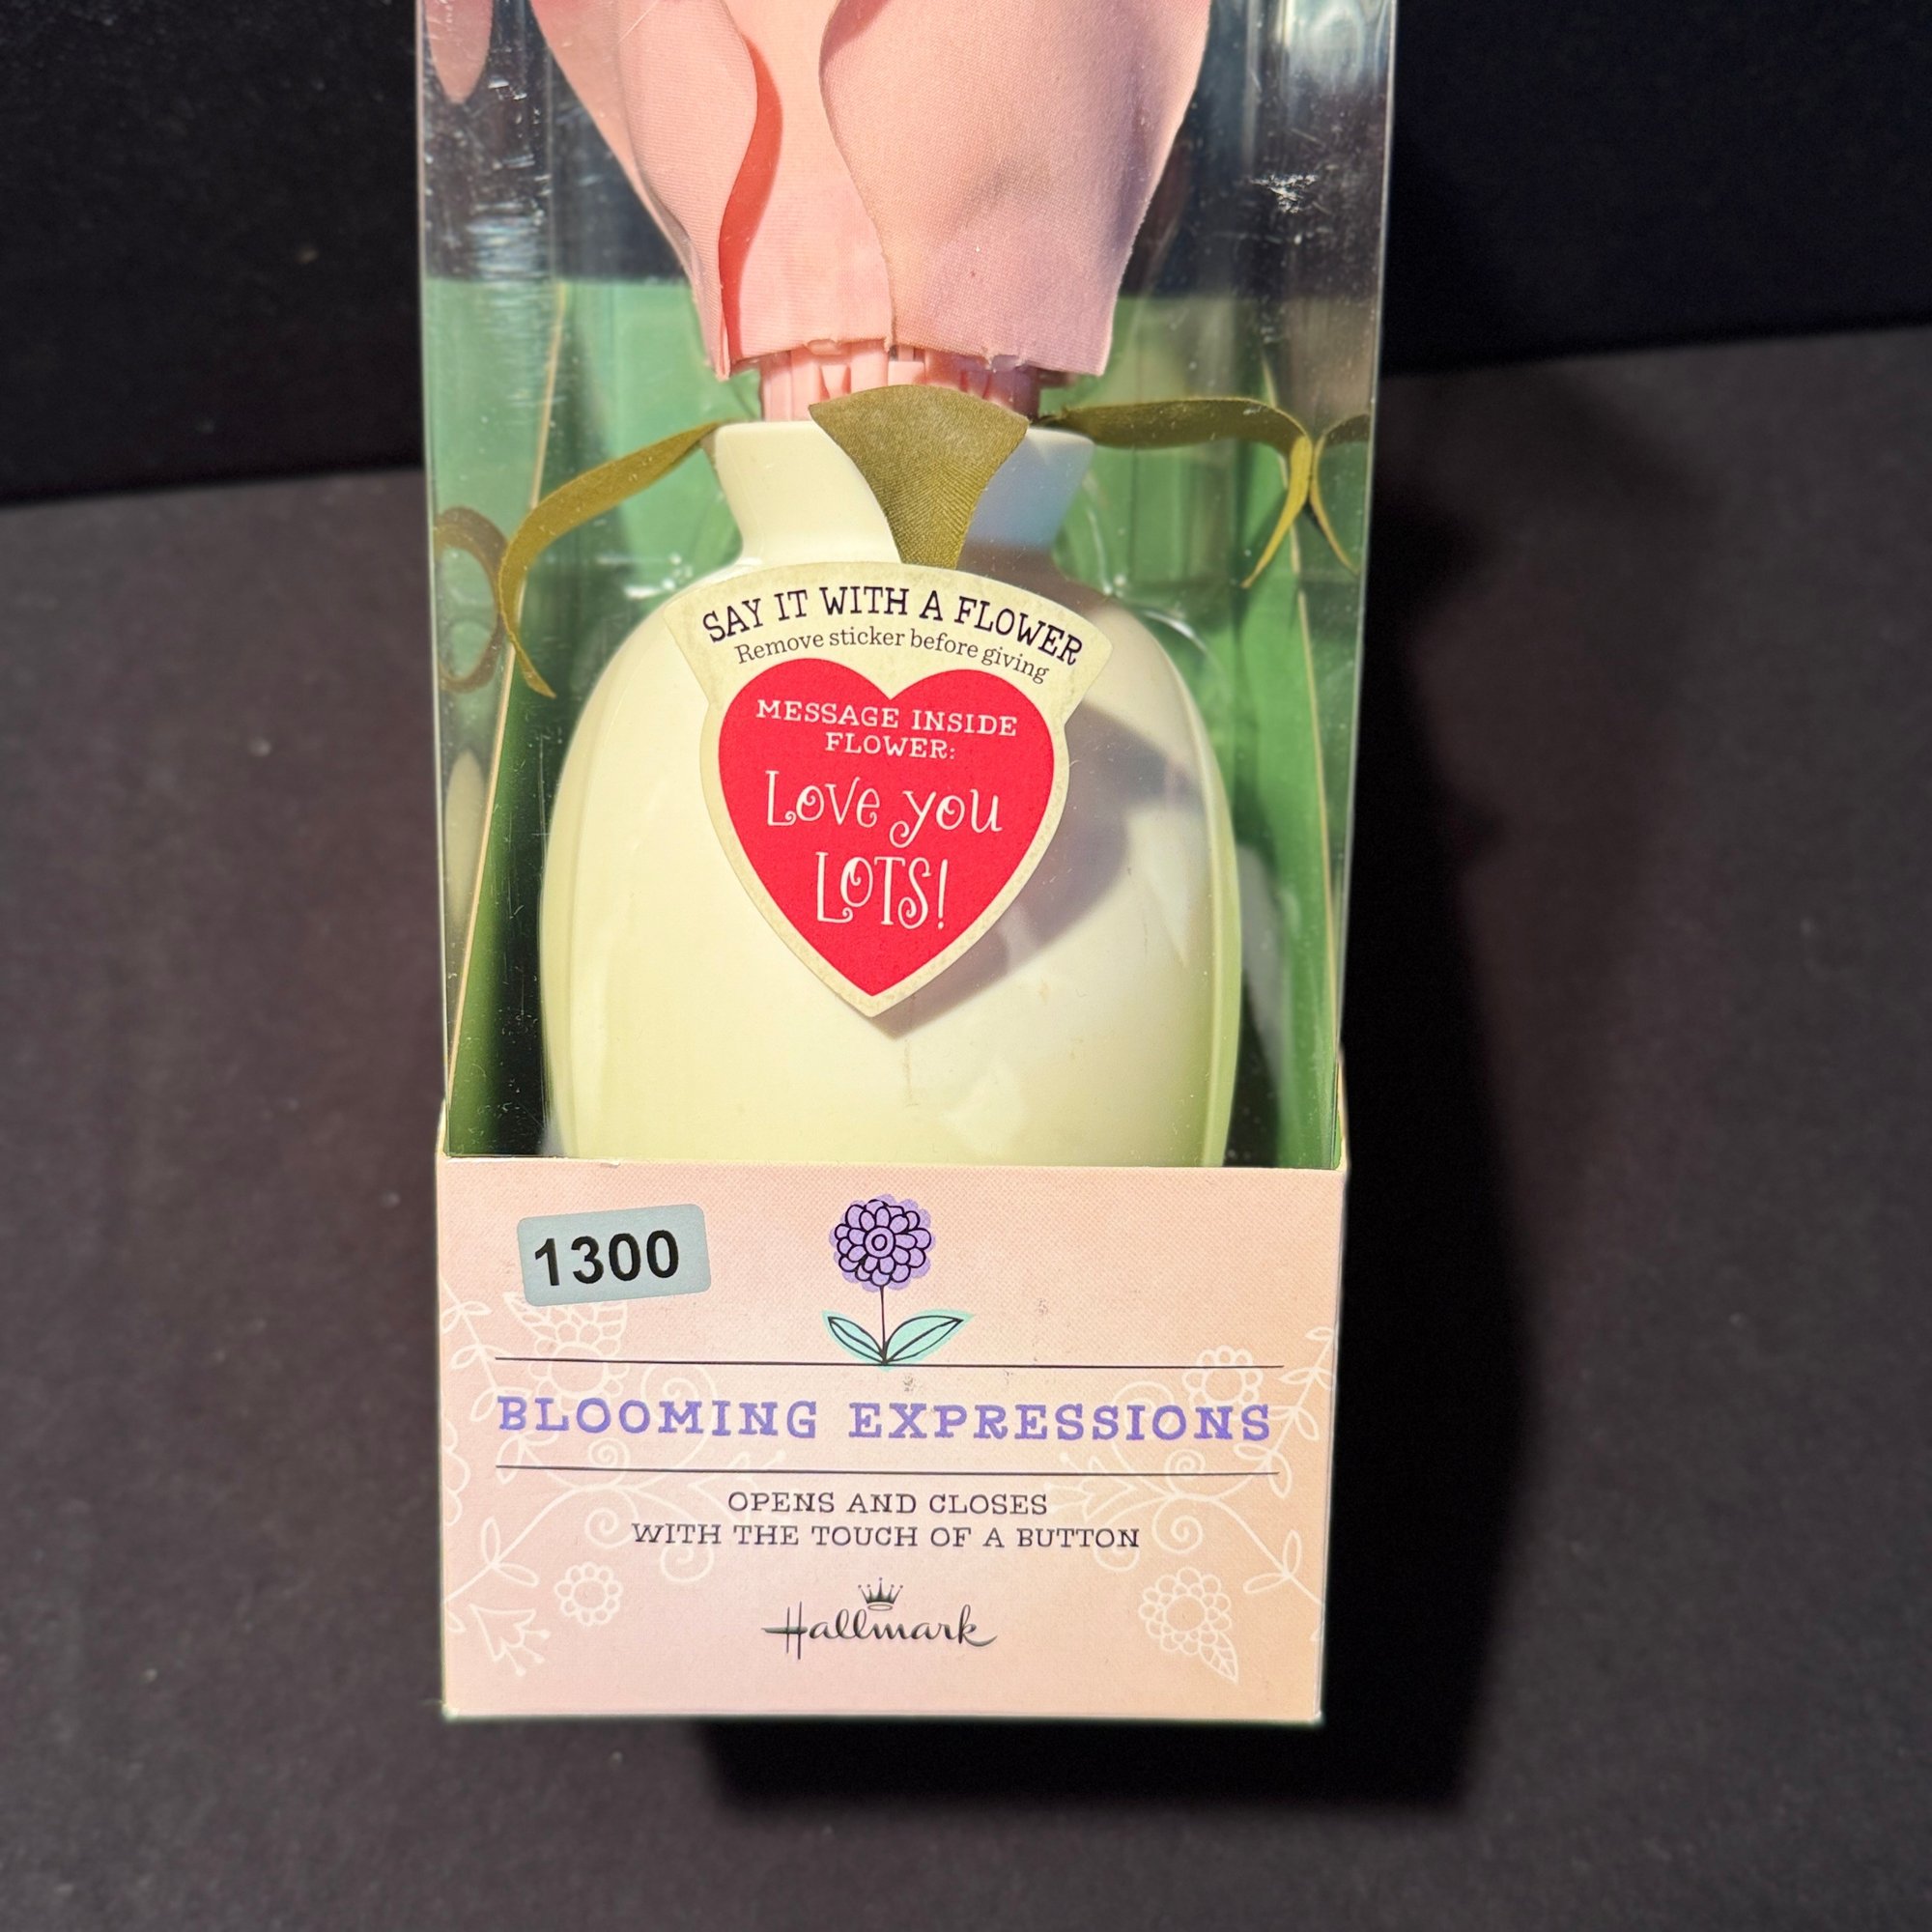 SAY IT WITH A FLOWER
Remove sticker before giving
MESSAGE INSIDE
FLOWER:
Love you
LOTS!
1300
BLOOMING EXPRESSIONS
OPENS AND CLOSES
WITH THE TOUCH OF A BUTTON
Hallmark